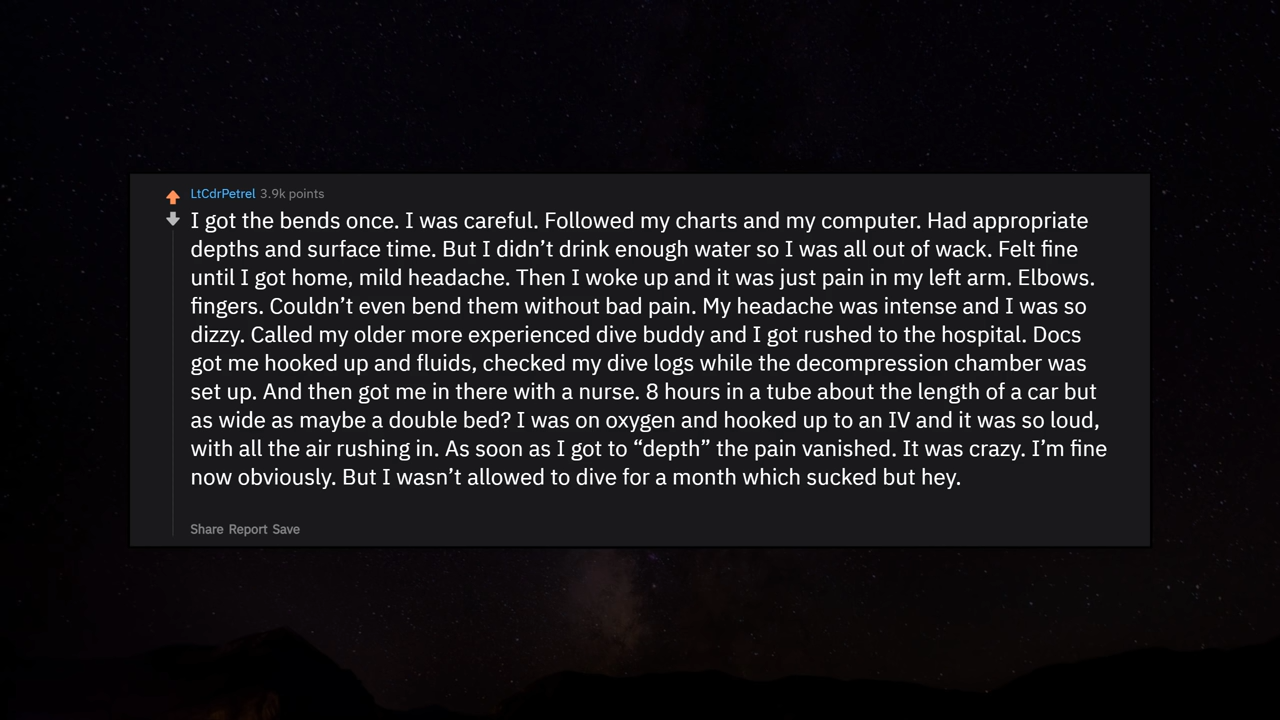 LtCdrPetrel 3.9k points
I got the bends once. I was careful. Followed my charts and my computer. Had appropriate
depths and surface time. But I didn’t drink enough water so I was all out of wack. Felt fine
until I got home, mild headache. Then I woke up and it was just pain in my left arm. Elbows.
fingers. Couldn’t even bend them without bad pain. My headache was intense and I was so
dizzy. Called my older more experienced dive buddy and I got rushed to the hospital. Docs
got me hooked up and fluids, checked my dive logs while the decompression chamber was
set up. And then got me in there with a nurse. 8 hours in a tube about the length of a car but
as wide as maybe a double bed? I was on oxygen and hooked up to an IV and it was so loud,
with all the air rushing in. As soon as I got to “depth” the pain vanished. It was crazy. I’m fine
now obviously. But I wasn’t allowed to dive for a month which sucked but hey.
Share Report Save